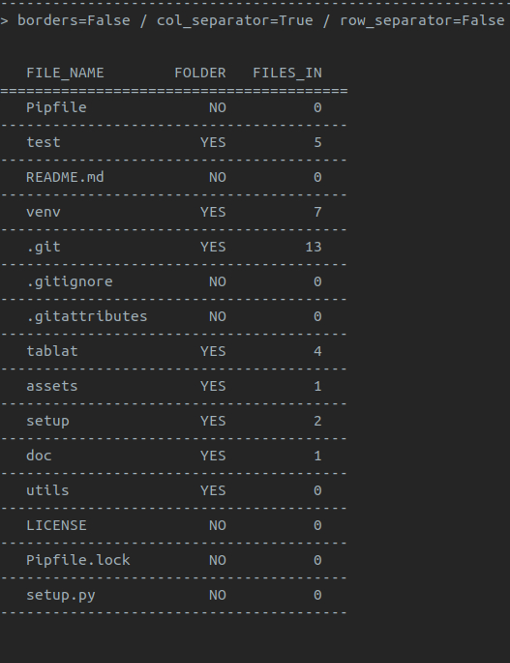 > borders=False / col_separator=True / row_separator=False
FILE_NAME FOLDER FILES_IN
Pipfile NO 0
test YES 5
README.md NO 0
venv YES 7
.git YES 13
.gitignore NO 0
.gitattributes NO 0
tablat YES 4
assets YES 1
setup YES 2
doc YES 1
utils YES 0
LICENSE NO 0
Pipfile.lock NO 0
setup.py NO 0